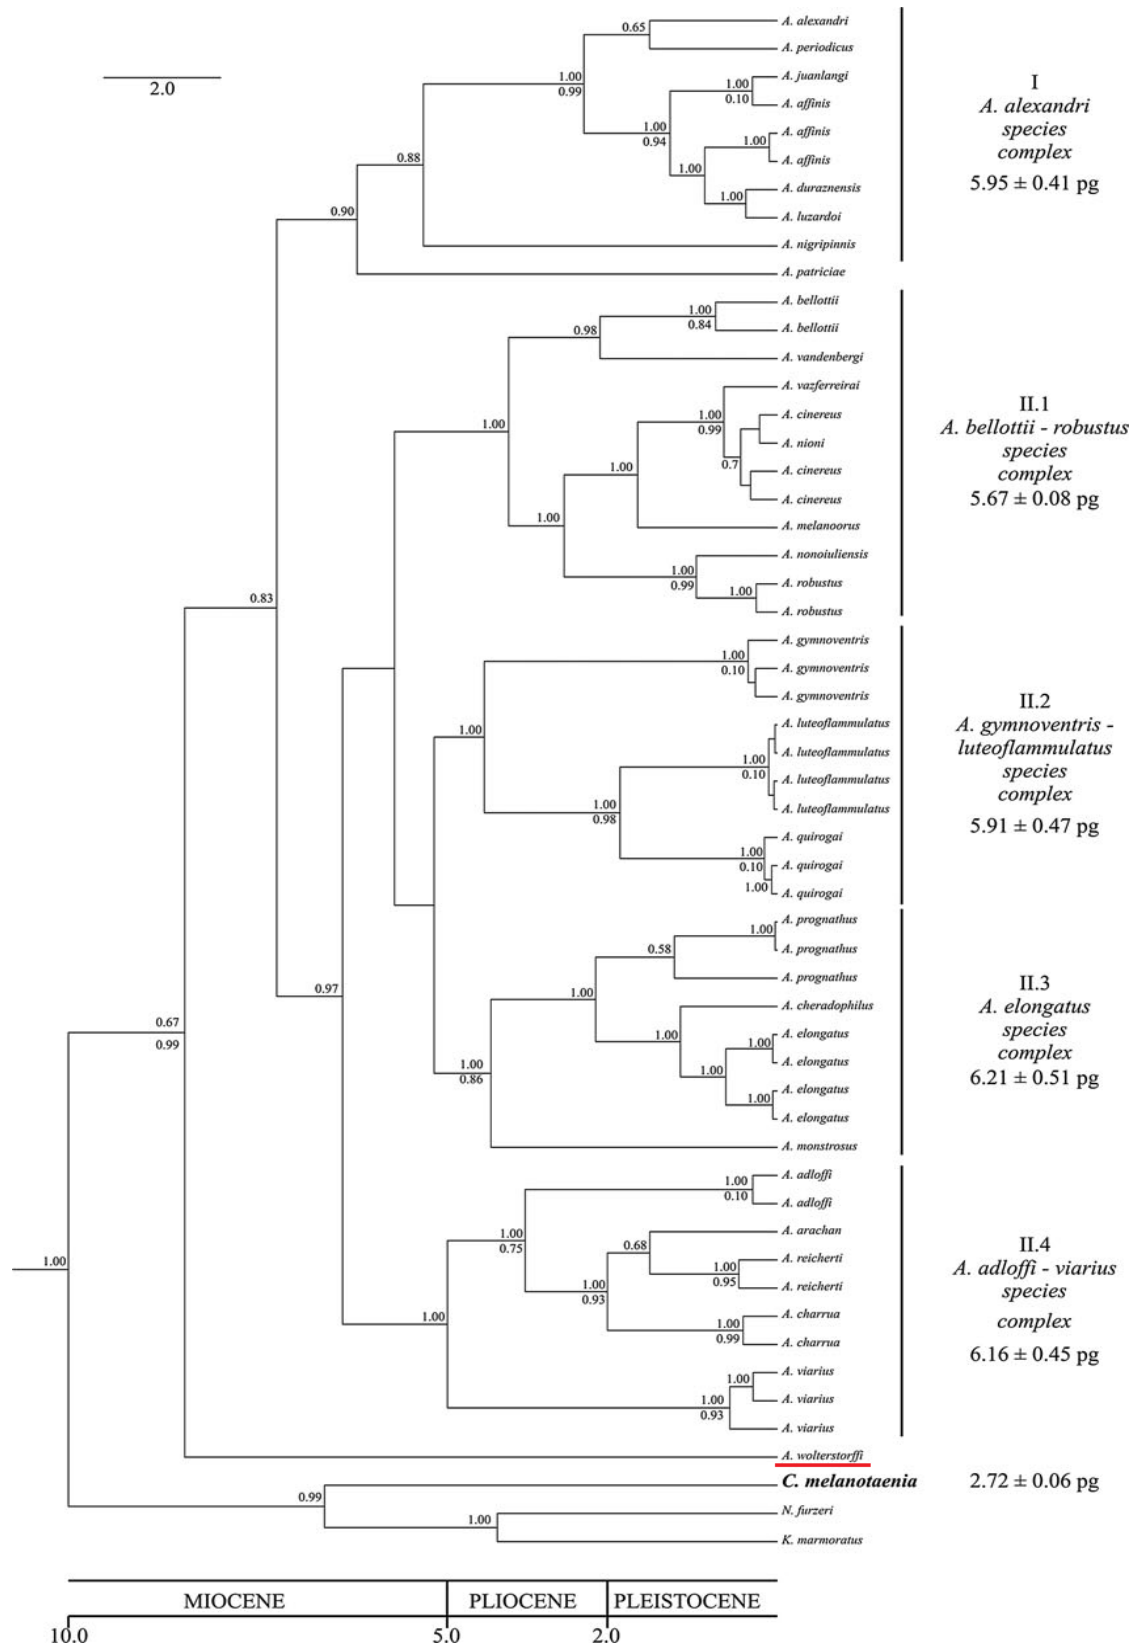 A. alexandri
0.65
A. periodicus
2.0
1.00
0.99
A. juanlangi
1.00
0.10
A. affinis
1.00
0.94
A. affinis
1.00
A. affinis
1.00
A. duraznensis
1.00
A. luzardoi
0.88
A. nigripinnis
0.90
A. patriciae
I
A. alexandri
species
complex
5.95 ± 0.41 pg
A. bellottii
1.00
0.84
A. bellottii
0.98
A. vandenbergi
1.00
A. vazferreirai
1.00
0.99
A. cinereus
A. nioni
0.7
A. cinereus
A. cinereus
1.00
A. melanoorus
1.00
A. nonoiuliensis
1.00
0.99
A. robustus
1.00
A. robustus
II.1
A. bellottii - robustus
species
complex
5.67 ± 0.08 pg
0.83
A. gymnoventris
1.00
0.10
A. gymnoventris
A. gymnoventris
1.00
A. luteoflammulatus
A. luteoflammulatus
1.00
0.10
A. luteoflammulatus
A. luteoflammulatus
1.00
0.98
A. quirogai
1.00
0.10
A. quirogai
1.00
A. quirogai
II.2
A. gymnoventris -
luteoflammulatus
species
complex
5.91 ± 0.47 pg
A. prognathus
1.00
A. prognathus
0.58
A. prognathus
1.00
A. cheradophilus
1.00
A. elongatus
1.00
A. elongatus
1.00
A. elongatus
1.00
A. elongatus
1.00
0.86
A. monstrosus
II.3
A. elongatus
species
complex
6.21 ± 0.51 pg
0.97
0.67
0.99
A. adloffi
1.00
0.10
A. adloffi
1.00
0.75
A. arachan
0.68
A. reicherti
1.00
0.95
A. reicherti
1.00
0.93
A. charrua
1.00
0.99
A. charrua
1.00
A. viarius
1.00
A. viarius
1.00
0.93
A. viarius
II.4
A. adloffi - viarius
species
complex
6.16 ± 0.45 pg
1.00
A. wolterstorffi
C. melanotaenia
2.72 ± 0.06 pg
0.99
N. furzeri
1.00
K. marmoratus
MIOCENE
PLIOCENE
PLEISTOCENE
10.0
5.0
2.0